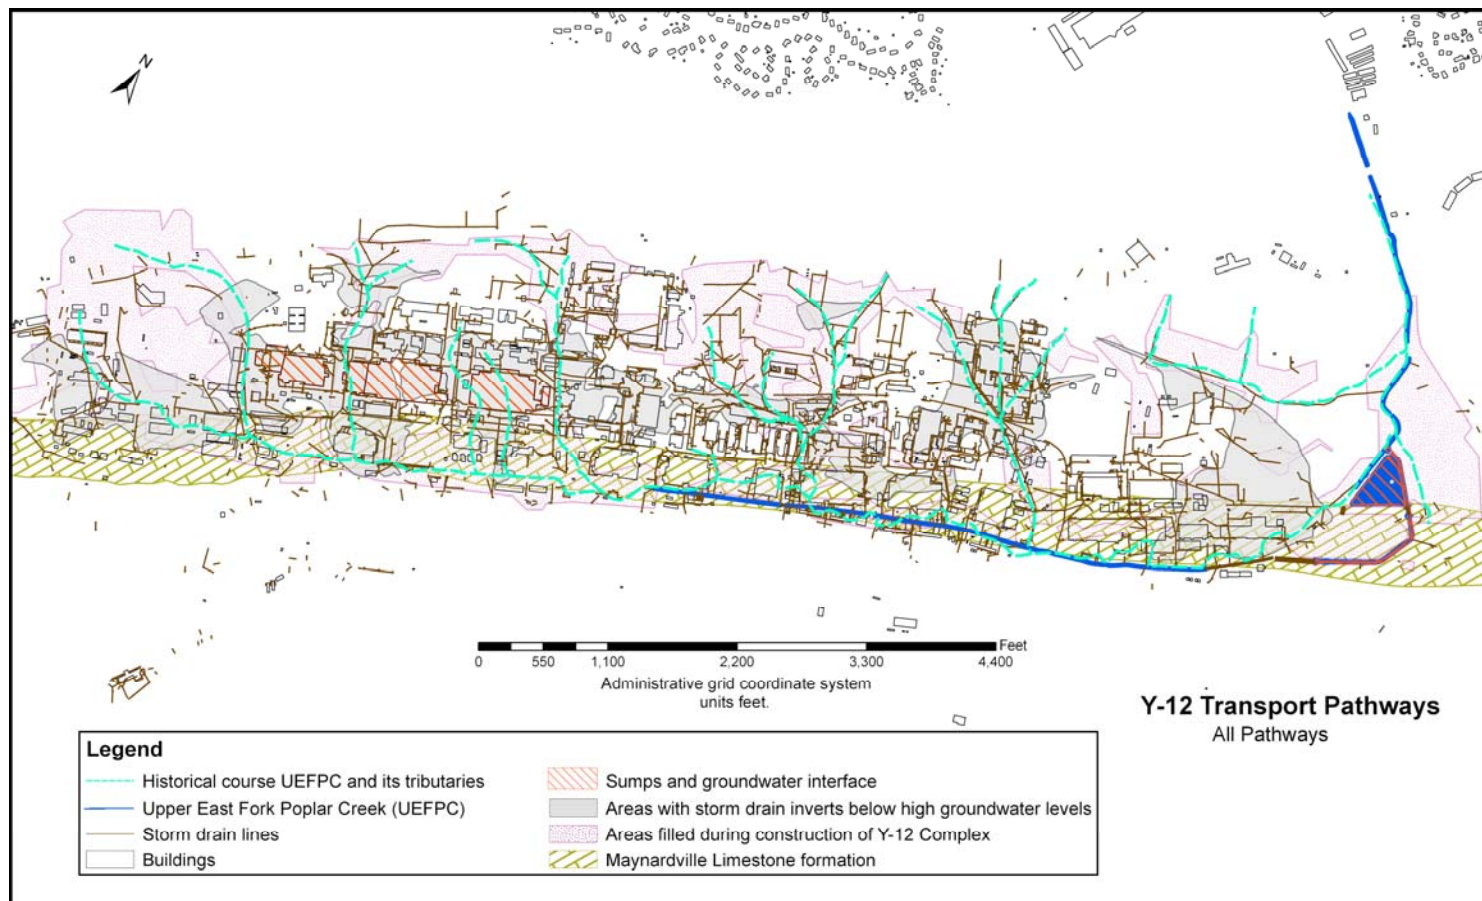 N
Feet
0 550 1,100 2,200 3,300 4,400
Administrative grid coordinate system
units feet.
Y-12 Transport Pathways
All Pathways
Legend
Historical course UEFPC and its tributaries
Upper East Fork Poplar Creek (UEFPC)
Storm drain lines
Buildings
Sumps and groundwater interface
Areas with storm drain inverts below high groundwater levels
Areas filled during construction of Y-12 Complex
Maynardville Limestone formation